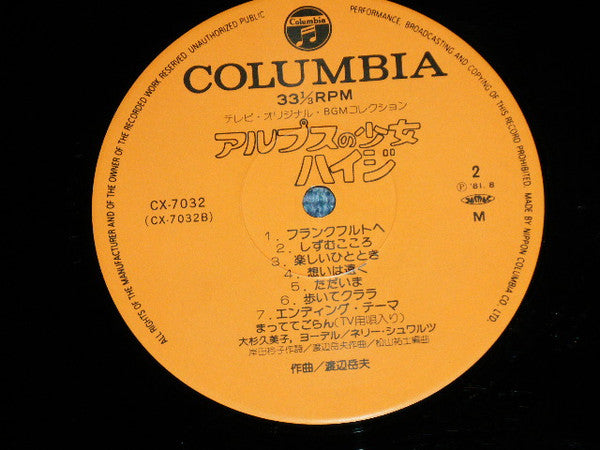 ALL RIGHTS OF THE MANUFACTURER AND OF THE OWNER OF THE RECORDED WORK RESERVED. UNAUTHORIZED PUBLIC PERFORMANCE, BROADCASTING AND COPYING OF THIS RECORD PROHIBITED. MADE BY NIPPON COLUMBIA CO. LTD.
Columbia
COLUMBIA
33⅓RPM
テレビ・オリジナル・BGMコレクション
アルプスの少女
ハイジ
CX-7032
(CX-7032B)
2
Ⓟ '81. 8
M
1. フランクフルトへ
2. しずむこころ
3. 楽しいひととき
4. 想いは遠く
5. ただいま
6. 歩いてクララ
7. エンディング・テーマ
まっててごらん(TV用唄入り)
大杉久美子, ヨーデル/ネリー・シュワルツ
岸田衿子作詩/渡辺岳夫作曲/松山祐士編曲
作曲/渡辺岳夫